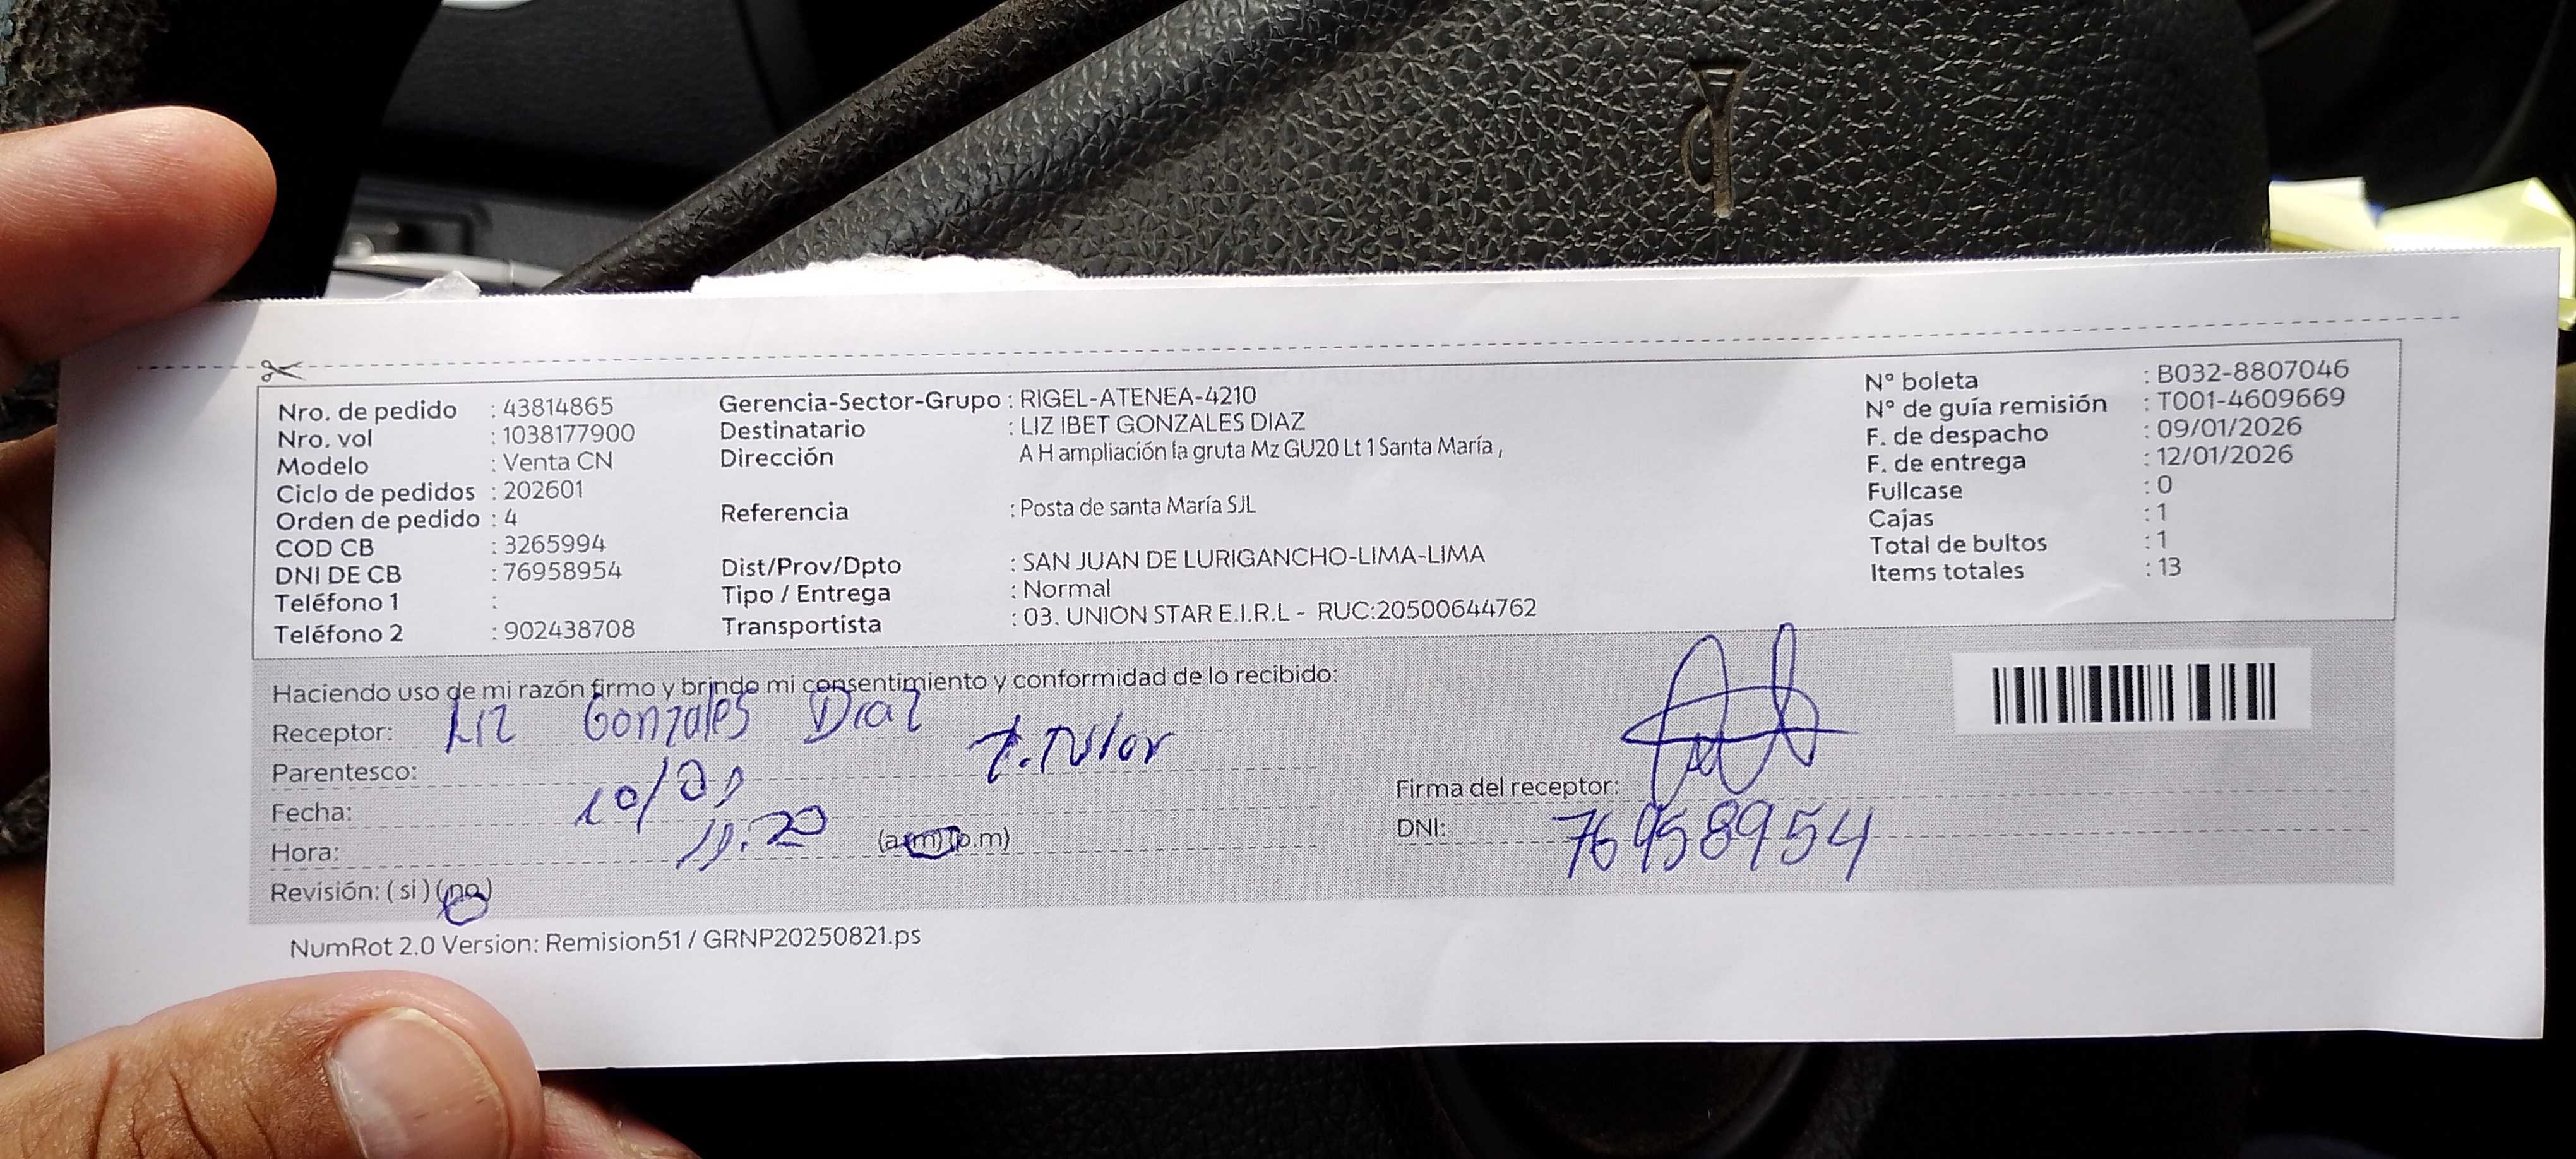 Nro. de pedido : 43814865
Nro. vol : 1038177900
Modelo : Venta CN
Ciclo de pedidos : 202601
Orden de pedido : 4
COD CB : 3265994
DNI DE CB : 76958954
Teléfono 1 :
Teléfono 2 : 902438708
Gerencia-Sector-Grupo : RIGEL-ATENEA-4210
Destinatario : LIZ IBET GONZALES DIAZ
Dirección A H ampliación la gruta Mz GU20 Lt 1 Santa María ,
Referencia : Posta de santa María SJL
Dist/Prov/Dpto : SAN JUAN DE LURIGANCHO-LIMA-LIMA
Tipo / Entrega : Normal
Transportista : 03. UNION STAR E.I.R.L - RUC:20500644762
N° boleta : B032-8807046
N° de guía remisión : T001-4609669
F. de despacho : 09/01/2026
F. de entrega : 12/01/2026
Fullcase : 0
Cajas : 1
Total de bultos : 1
Items totales : 13
Haciendo uso de mi razón firmo y brindo mi consentimiento y conformidad de lo recibido:
Receptor: Liz Gonzales Diaz
Parentesco:
Fecha: 10/01
Hora: 11:20 (a.m) (p.m)
Revisión: ( si ) (no)
Firma del receptor:
DNI: 76958954
NumRot 2.0 Version: Remision51 / GRNP20250821.ps